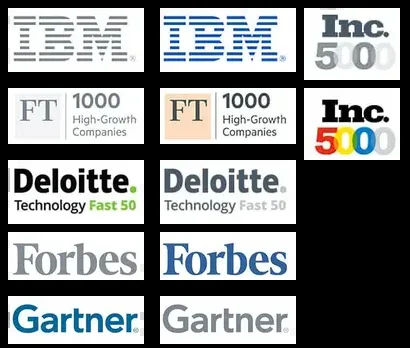 IBM®
IBM®
Inc.
5000
FT
1000
High-Growth
Companies
FT
1000
High-Growth
Companies
Inc.
5000
Deloitte.
Technology Fast 50
Deloitte.
Technology Fast 50
Forbes
Forbes
Gartner®
Gartner®